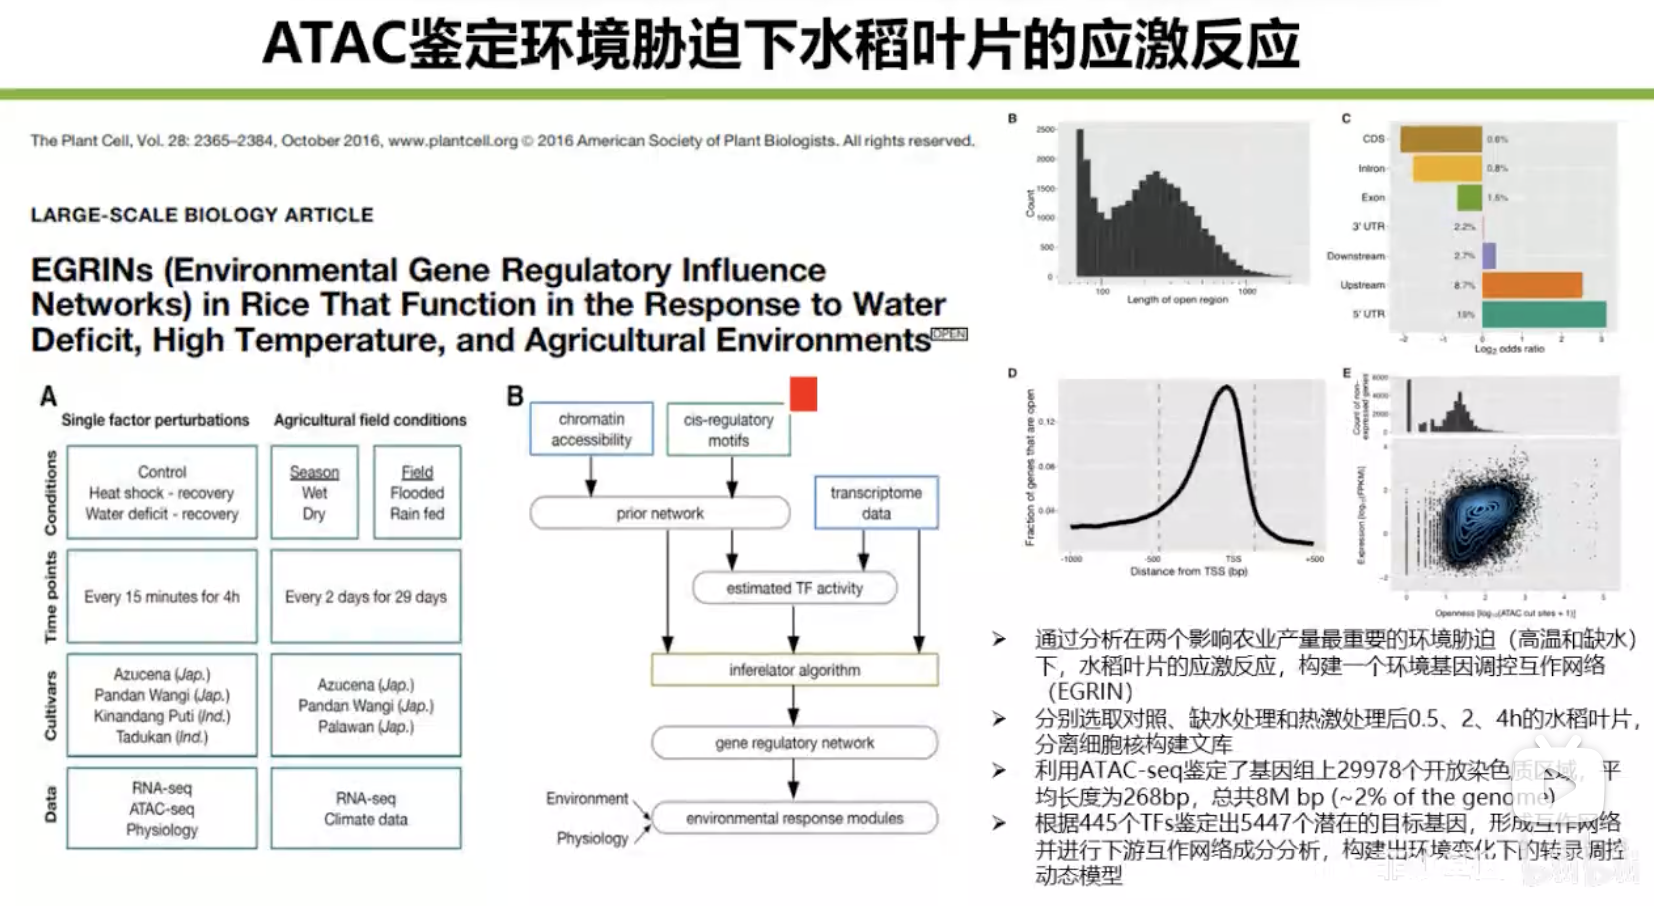 ATAC鉴定环境胁迫下水稻叶片的应激反应
The Plant Cell, Vol. 28: 2365–2384, October 2016, www.plantcell.org © 2016 American Society of Plant Biologists. All rights reserved.
LARGE-SCALE BIOLOGY ARTICLE
EGRINs (Environmental Gene Regulatory Influence
Networks) in Rice That Function in the Response to Water
Deficit, High Temperature, and Agricultural Environments
OPEN
A
Single factor perturbations
Agricultural field conditions
Conditions
Control
Heat shock - recovery
Water deficit - recovery
Season
Wet
Dry
Field
Flooded
Rain fed
Time points
Every 15 minutes for 4h
Every 2 days for 29 days
Cultivars
Azucena (Jap.)
Pandan Wangi (Jap.)
Kinandang Puti (Ind.)
Tadukan (Ind.)
Azucena (Jap.)
Pandan Wangi (Jap.)
Palawan (Jap.)
Data
RNA-seq
ATAC-seq
Physiology
RNA-seq
Climate data
B
chromatin
accessibility
cis-regulatory
motifs
transcriptome
data
prior network
estimated TF activity
inferelator algorithm
gene regulatory network
Environment
Physiology
environmental response modules
B
Count
2500
2000
1500
1000
500
0
100
1000
Length of open region
C
CDS
0.6%
Intron
0.8%
Exon
1.5%
3' UTR
2.2%
Downstream
2.7%
Upstream
8.7%
5' UTR
-2
-1
0
1
2
3
Log2 odds ratio
D
Fraction of genes that are open
0.12
0.08
0.04
-1000
-500
TSS
+500
Distance from TSS (bp)
E
Count of non-
expressed genes
6000
4000
2000
0
Expression [log10(FPKM)]
2
0
-2
0
1
2
3
4
5
Openness [log10(ATAC cut sites + 1)]
➢ 通过分析在两个影响农业产量最重要的环境胁迫（高温和缺水）
下，水稻叶片的应激反应，构建一个环境基因调控互作网络
（EGRIN）
➢ 分别选取对照、缺水处理和热激处理后0.5、2、4h的水稻叶片，
分离细胞核构建文库
➢ 利用ATAC-seq鉴定了基因组上29978个开放染色质区域，平
均长度为268bp，总共8M bp (~2% of the genome)
➢ 根据445个TFs鉴定出5447个潜在的目标基因，形成互作网络
并进行下游互作网络成分分析，构建出环境变化下的转录调控
动态模型